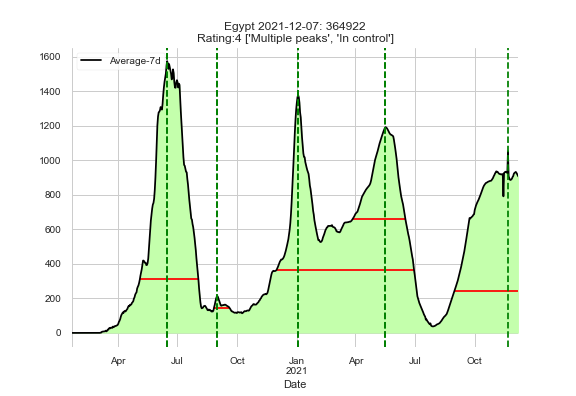 Egypt 2021-12-07: 364922
Rating:4 ['Multiple peaks', 'In control']
Average-7d
1600
1400
1200
1000
800
600
400
200
0
Apr Jul Oct Jan Apr Jul Oct
2021
Date